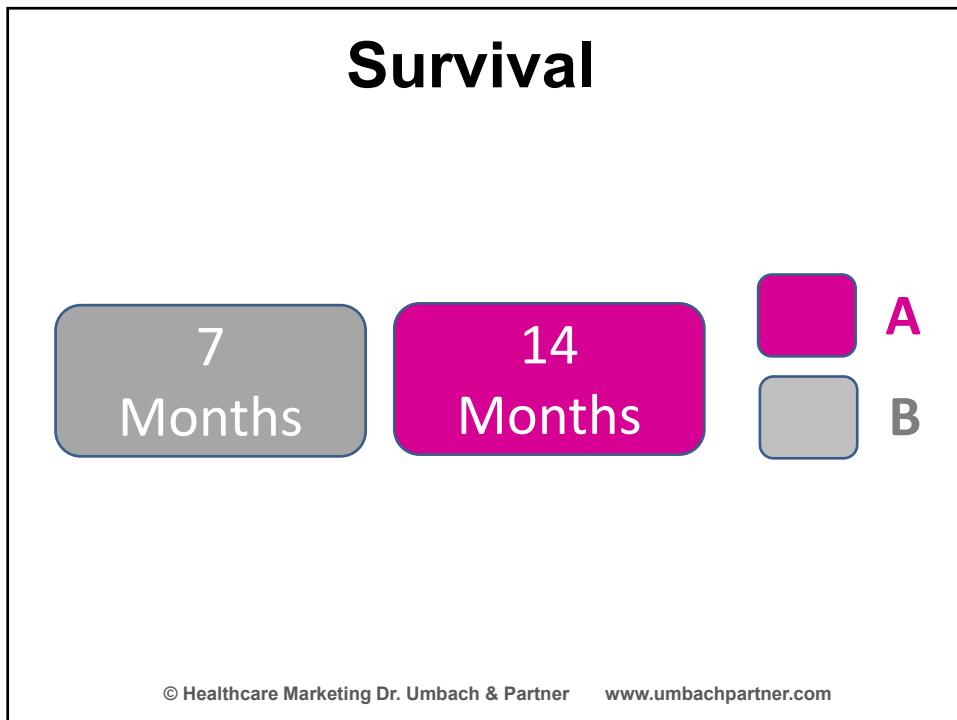 Survival
7
Months
14
Months
A
B
© Healthcare Marketing Dr. Umbach & Partner www.umbachpartner.com